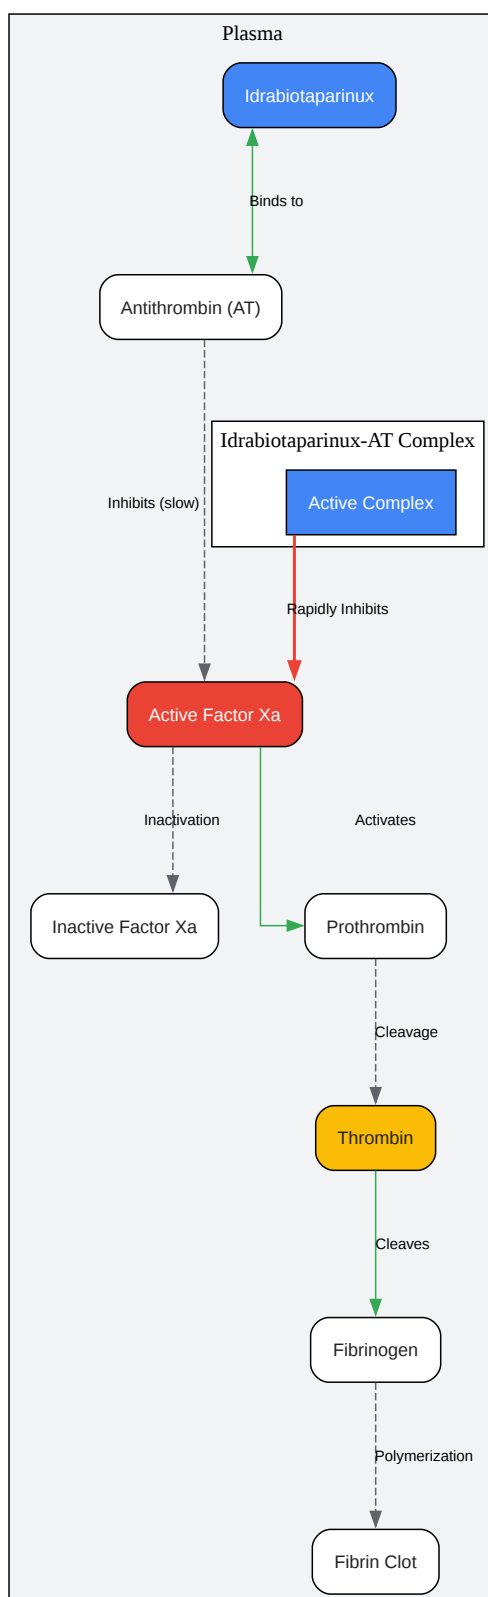 Plasma
Idrabiotaparinux
Binds to
Antithrombin (AT)
Idrabiotaparinux-AT Complex
Inhibits (slow)
Active Complex
Rapidly Inhibits
Active Factor Xa
Inactivation
Activates
Inactive Factor Xa
Prothrombin
Cleavage
Thrombin
Cleaves
Fibrinogen
Polymerization
Fibrin Clot